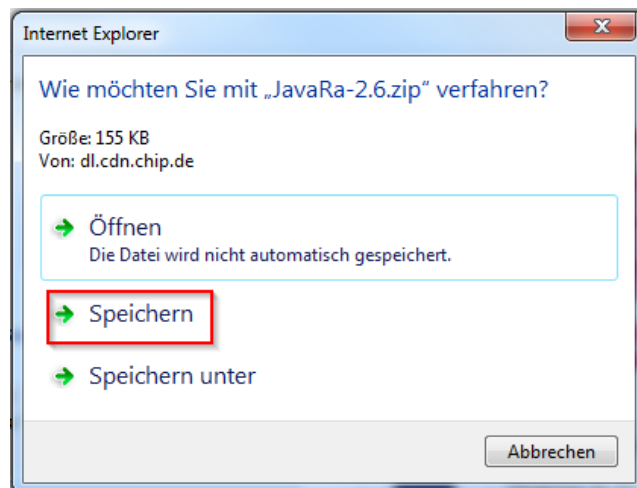 Internet Explorer
Wie möchten Sie mit „JavaRa-2.6.zip“ verfahren?
Größe: 155 KB
Von: dl.cdn.chip.de
Öffnen
Die Datei wird nicht automatisch gespeichert.
Speichern
Speichern unter
Abbrechen